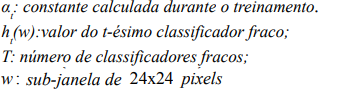 α_t: constante calculada durante o treinamento.
h_t(w):valor do t-ésimo classificador fraco;
T: número de classificadores fracos;
w: sub-janela de 24x24 pixels